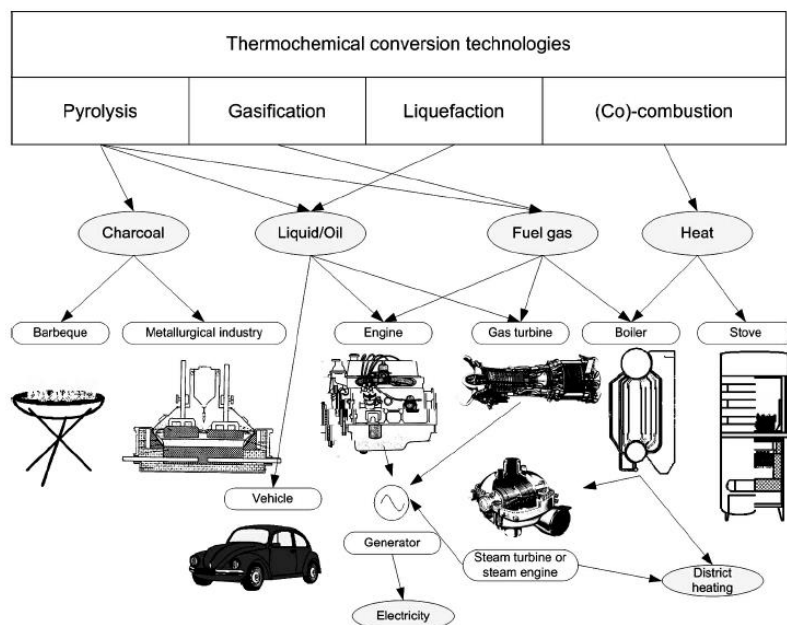 Thermochemical conversion technologies
Pyrolysis
Gasification
Liquefaction
(Co)-combustion
Charcoal
Liquid/Oil
Fuel gas
Heat
Barbeque
Metallurgical industry
Engine
Gas turbine
Boiler
Stove
Vehicle
Generator
Steam turbine or
steam engine
District
heating
Electricity